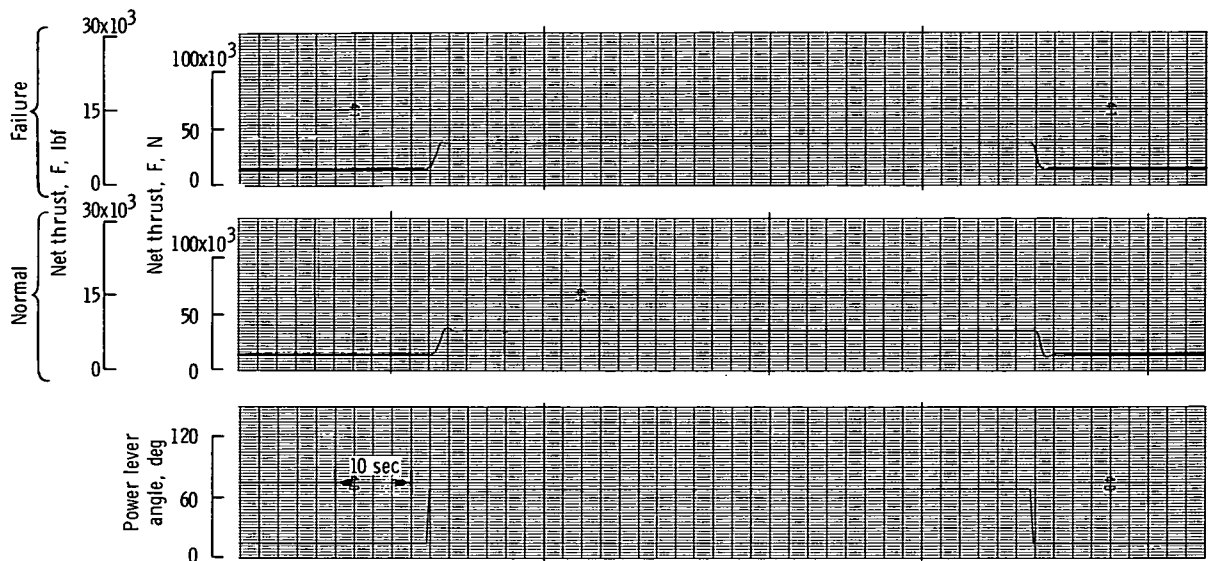 Failure
Net thrust, F, lbf
30x10³
15
0
Net thrust, F, N
100x10³
50
0
Normal
30x10³
15
0
100x10³
50
0
Power lever
angle, deg
120
60
0
10 sec